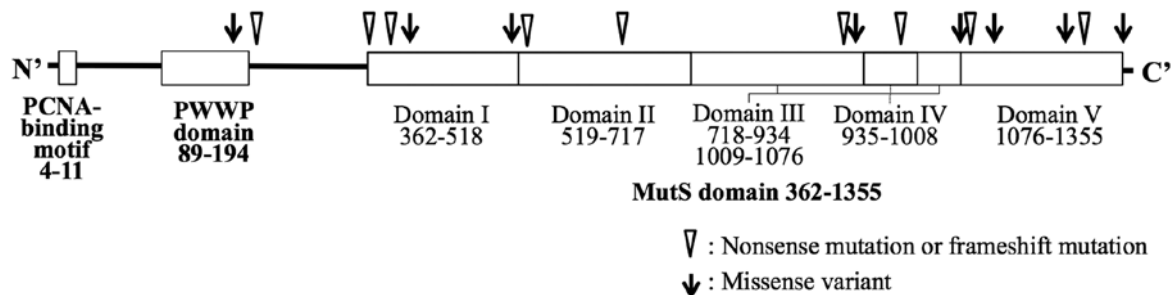 N’
C’
PCNA-
binding
motif
4-11
PWWP
domain
89-194
Domain I
362-518
Domain II
519-717
Domain III
718-934
1009-1076
Domain IV
935-1008
Domain V
1076-1355
MutS domain 362-1355
: Nonsense mutation or frameshift mutation
: Missense variant